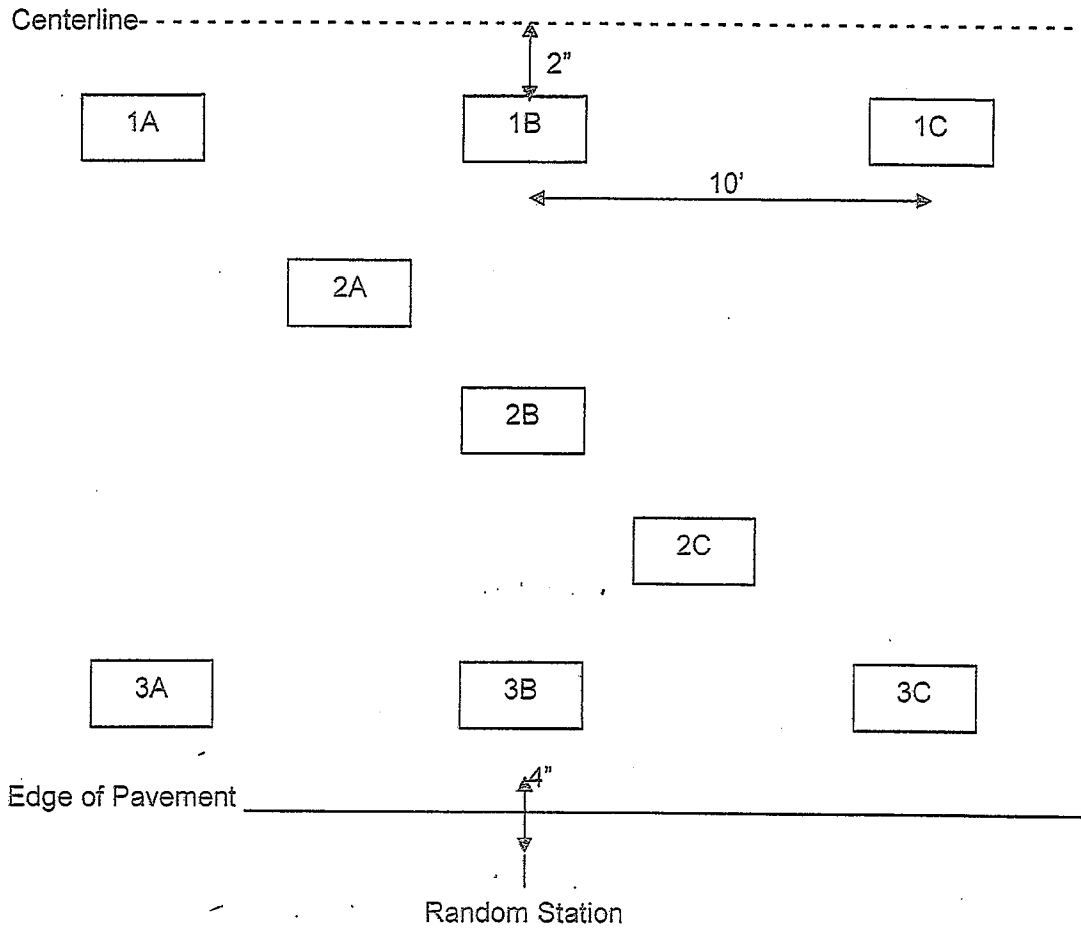 Centerline
2"
1A 1B 1C
10'
2A
2B
2C
3A 3B 3C
4"
Edge of Pavement
Random Station